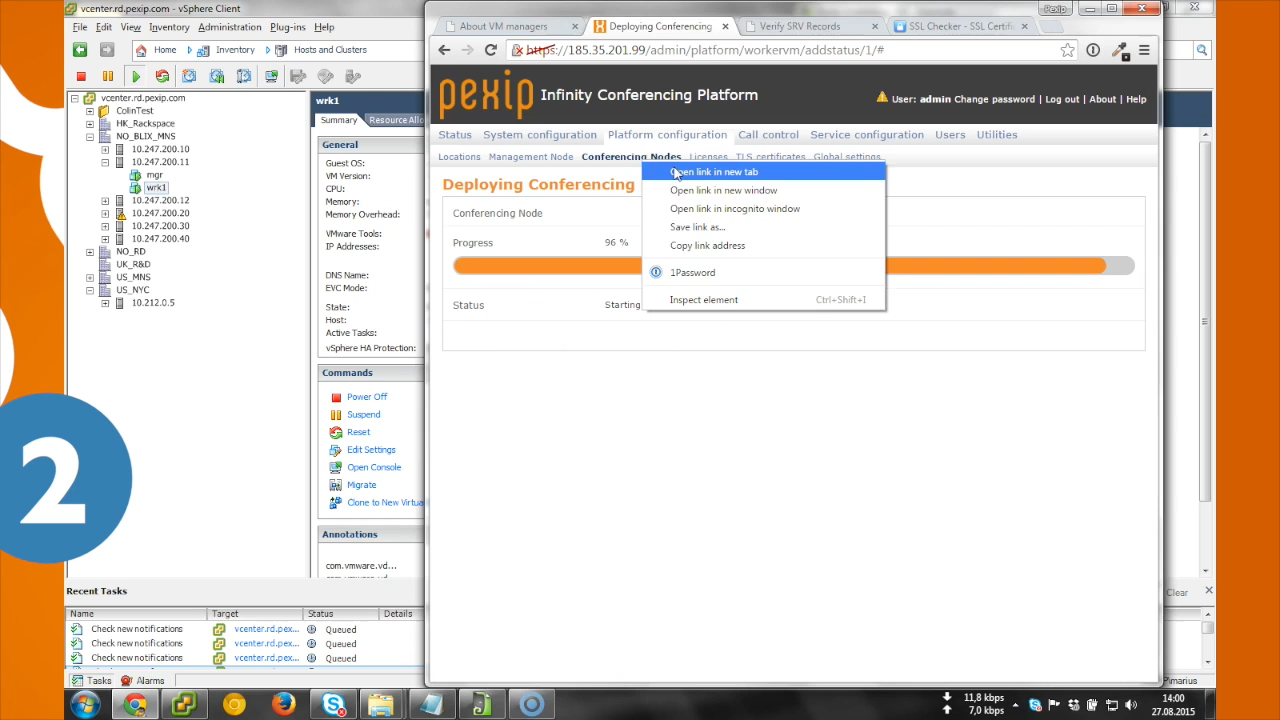 vcenter.rd.pexip.com - vSphere Client
File Edit View Inventory Administration Plug-ins Help
Home Inventory Hosts and Clusters
vcenter.rd.pexip.com
ColinTest
HK_Rackspace
NO_BLIX_MNS
10.247.200.10
10.247.200.11
mgr
wrk1
10.247.200.12
10.247.200.20
10.247.200.30
10.247.200.40
NO_RD
UK_R&D
US_MNS
US_NYC
10.212.0.5
wrk1
Summary Resource Allo
General
Guest OS:
VM Version:
CPU:
Memory:
Memory Overhead:
VMware Tools:
IP Addresses:
DNS Name:
EVC Mode:
State:
Host:
Active Tasks:
vSphere HA Protection:
Commands
Power Off
Suspend
Reset
Edit Settings
Open Console
Migrate
Clone to New Virtua
Annotations
com.vmware.vd...
Recent Tasks
Name Target Status Details
Check new notifications vcenter.rd.pex... Queued
Check new notifications vcenter.rd.pex... Queued
Check new notifications vcenter.rd.pex... Queued
Tasks Alarms
Clear
Pexip
About VM managers Deploying Conferencing Verify SRV Records SSL Checker - SSL Certifi
https://185.35.201.99/admin/platform/workervm/addstatus/1/#
pexip Infinity Conferencing Platform
User: admin Change password | Log out | About | Help
Status System configuration Platform configuration Call control Service configuration Users Utilities
Locations Management Node Conferencing Nodes Licenses TLS certificates Global settings
Deploying Conferencing
Conferencing Node
Progress 96 %
Status Starting
Open link in new tab
Open link in new window
Open link in incognito window
Save link as...
Copy link address
1Password
Inspect element Ctrl+Shift+I
2
11,8 kbps
7,0 kbps
14:00
27.08.2015